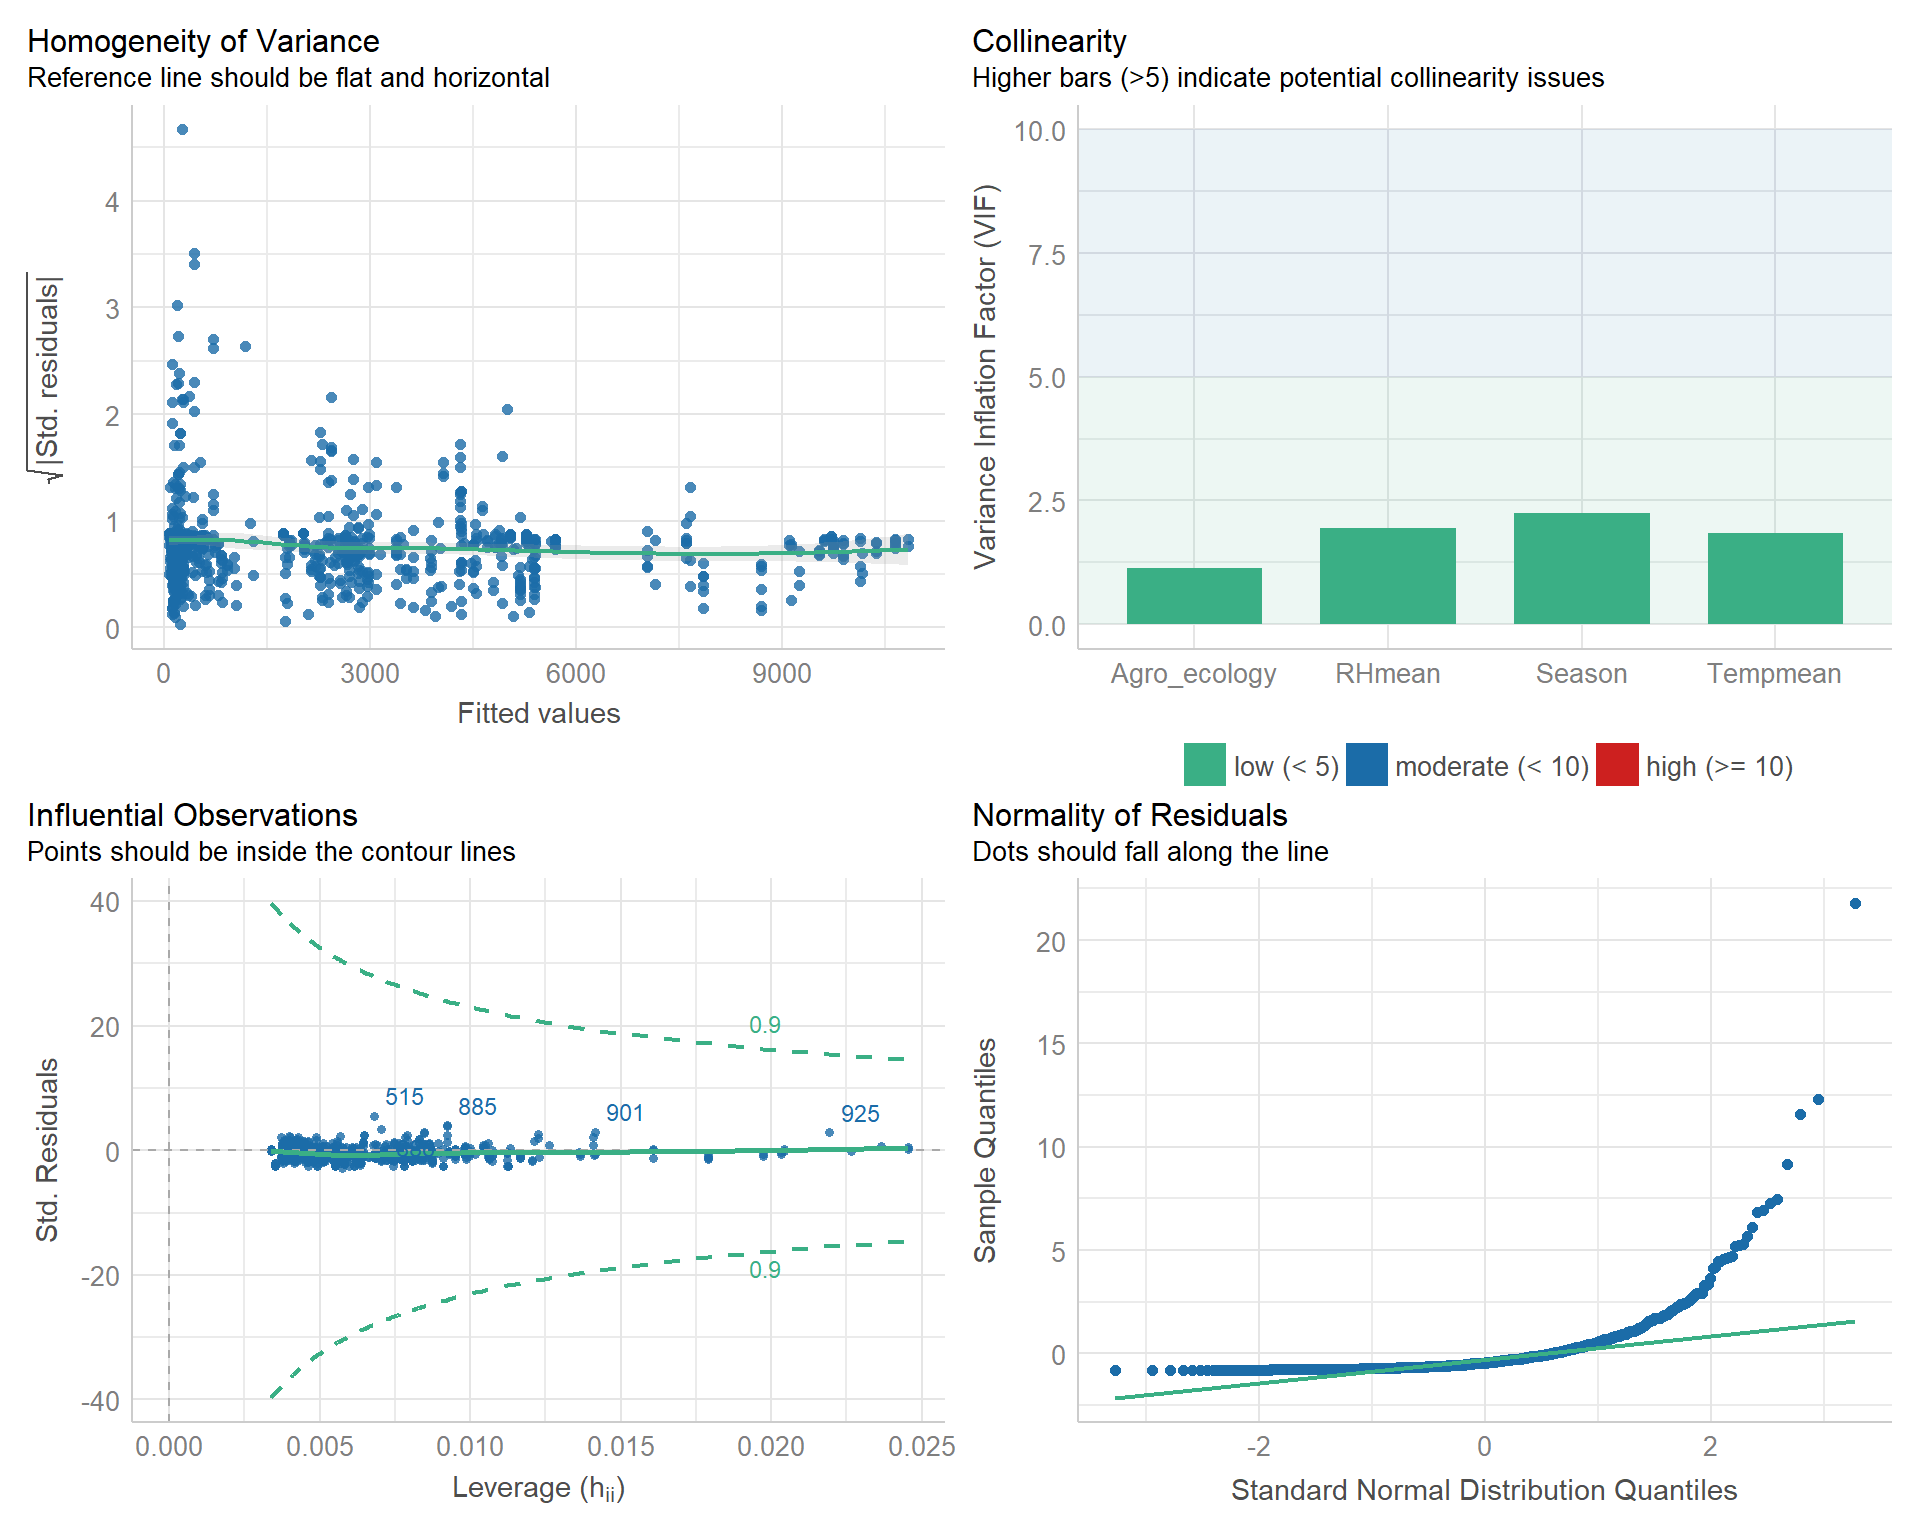 Homogeneity of Variance
Reference line should be flat and horizontal
√|Std. residuals|
4
3
2
1
0
0 3000 6000 9000
Fitted values
Collinearity
Higher bars (>5) indicate potential collinearity issues
Variance Inflation Factor (VIF)
10.0
7.5
5.0
2.5
0.0
Agro_ecology RHmean Season Tempmean
low (< 5) moderate (< 10) high (>= 10)
Influential Observations
Points should be inside the contour lines
Std. Residuals
40
20
0
-20
-40
0.9
515
885
901
925
0.9
0.000 0.005 0.010 0.015 0.020 0.025
Leverage (hii)
Normality of Residuals
Dots should fall along the line
Sample Quantiles
20
15
10
5
0
-2 0 2
Standard Normal Distribution Quantiles